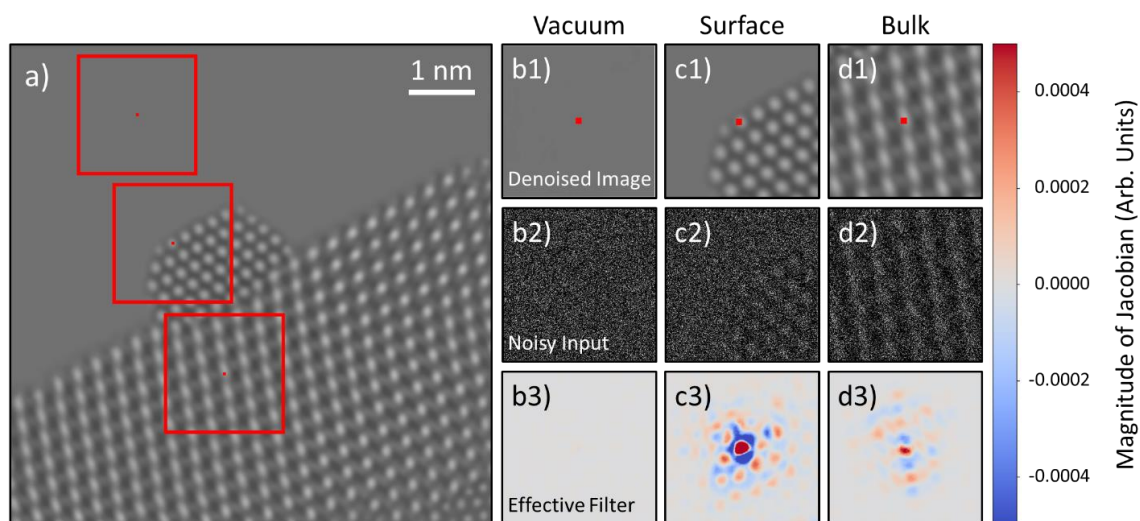 Vacuum Surface Bulk
a)
1 nm
b1)
c1)
d1)
Denoised Image
b2)
c2)
d2)
Noisy Input
b3)
c3)
d3)
Effective Filter
0.0004
0.0002
0.0000
-0.0002
-0.0004
Magnitude of Jacobian (Arb. Units)